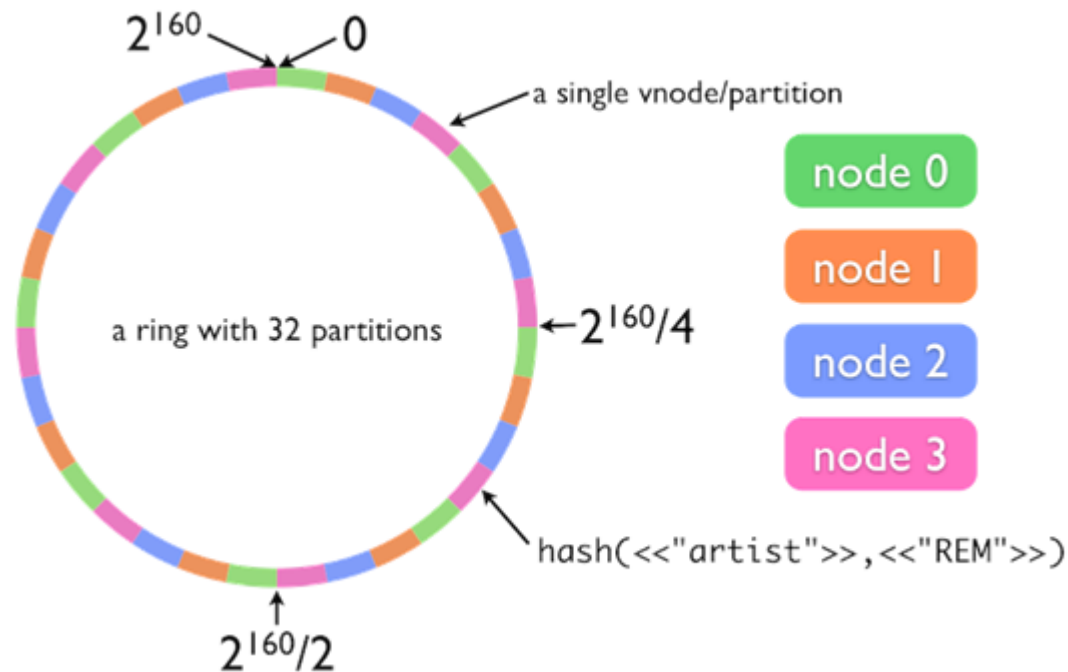 2^160
0
a single vnode/partition
node 0
node 1
a ring with 32 partitions
2^160/4
node 2
node 3
hash(<<"artist">>,<<"REM">>)
2^160/2